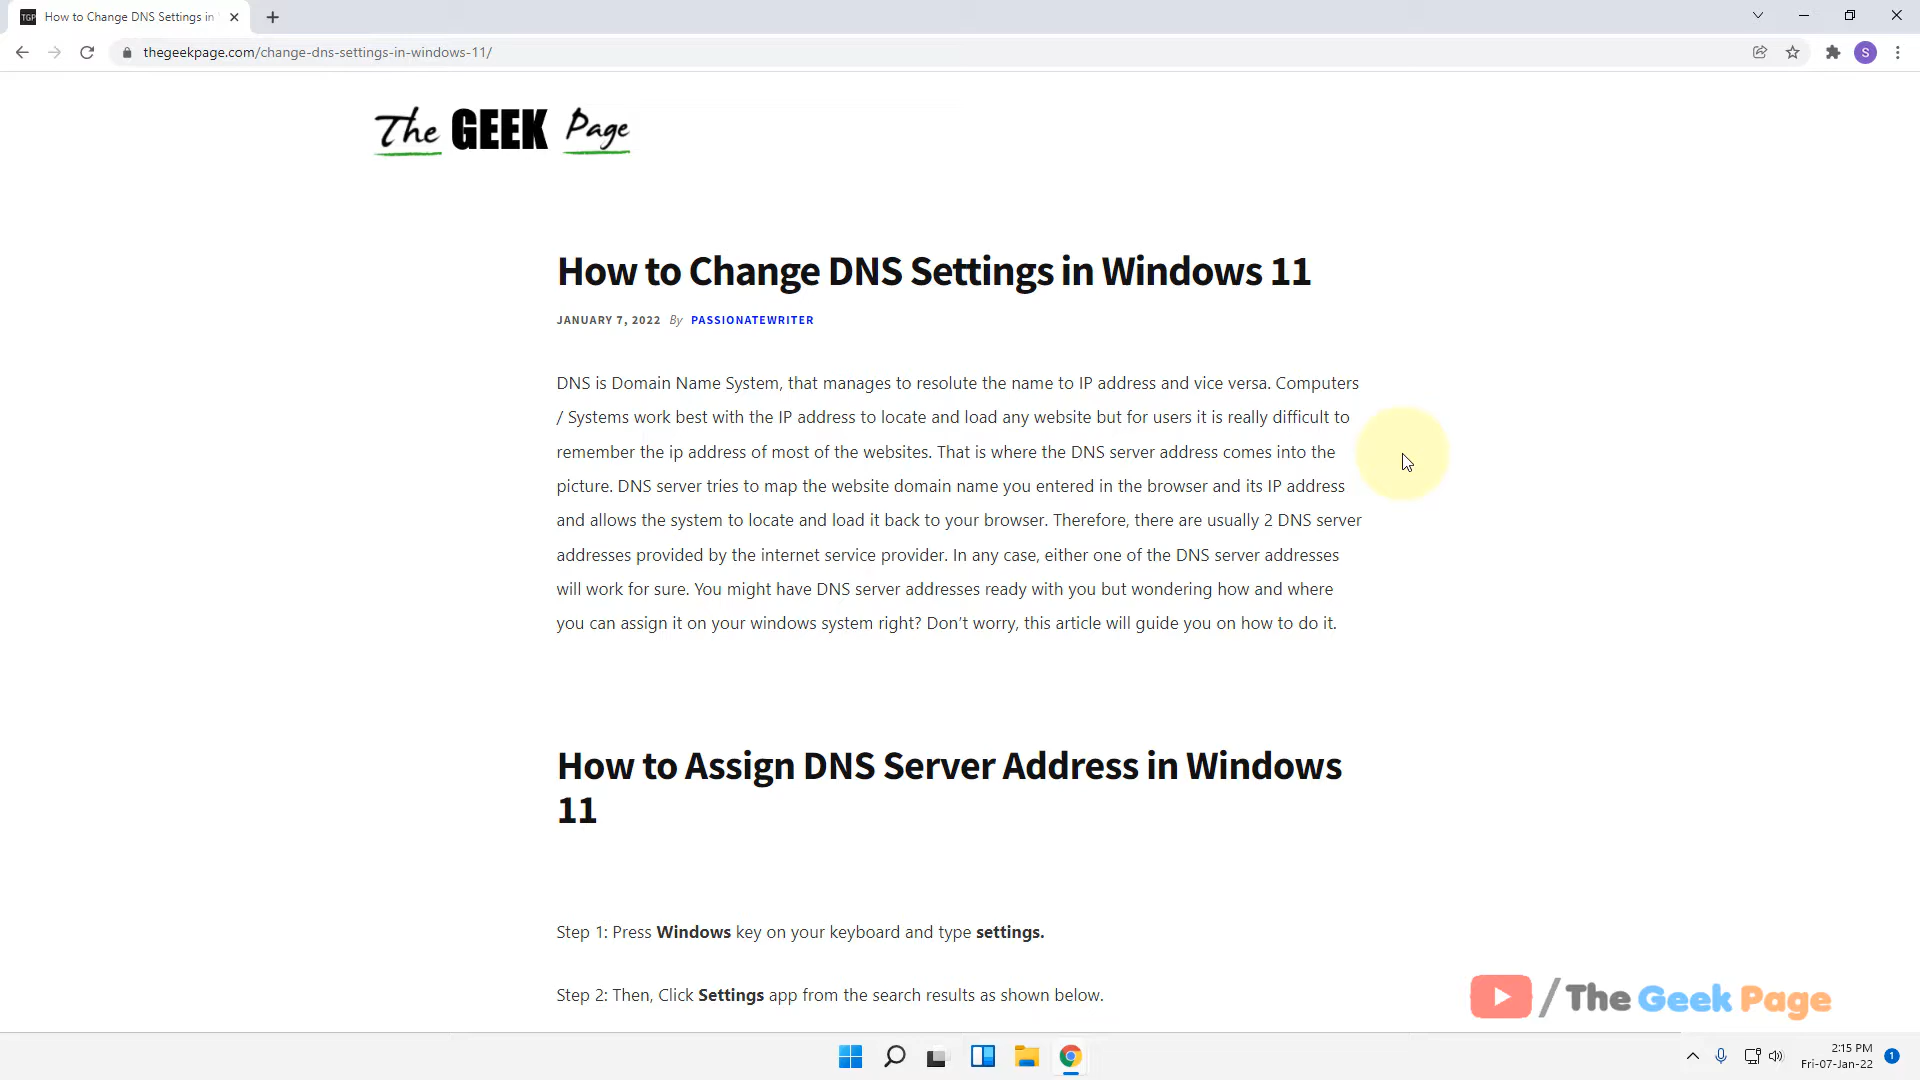 TGP How to Change DNS Settings in
thegeekpage.com/change-dns-settings-in-windows-11/
S
The GEEK Page
How to Change DNS Settings in Windows 11
JANUARY 7, 2022 By PASSIONATEWRITER
DNS is Domain Name System, that manages to resolute the name to IP address and vice versa. Computers
/ Systems work best with the IP address to locate and load any website but for users it is really difficult to
remember the ip address of most of the websites. That is where the DNS server address comes into the
picture. DNS server tries to map the website domain name you entered in the browser and its IP address
and allows the system to locate and load it back to your browser. Therefore, there are usually 2 DNS server
addresses provided by the internet service provider. In any case, either one of the DNS server addresses
will work for sure. You might have DNS server addresses ready with you but wondering how and where
you can assign it on your windows system right? Don’t worry, this article will guide you on how to do it.
How to Assign DNS Server Address in Windows
11
Step 1: Press Windows key on your keyboard and type settings.
Step 2: Then, Click Settings app from the search results as shown below.
/The Geek Page
2:15 PM
Fri-07-Jan-22
1